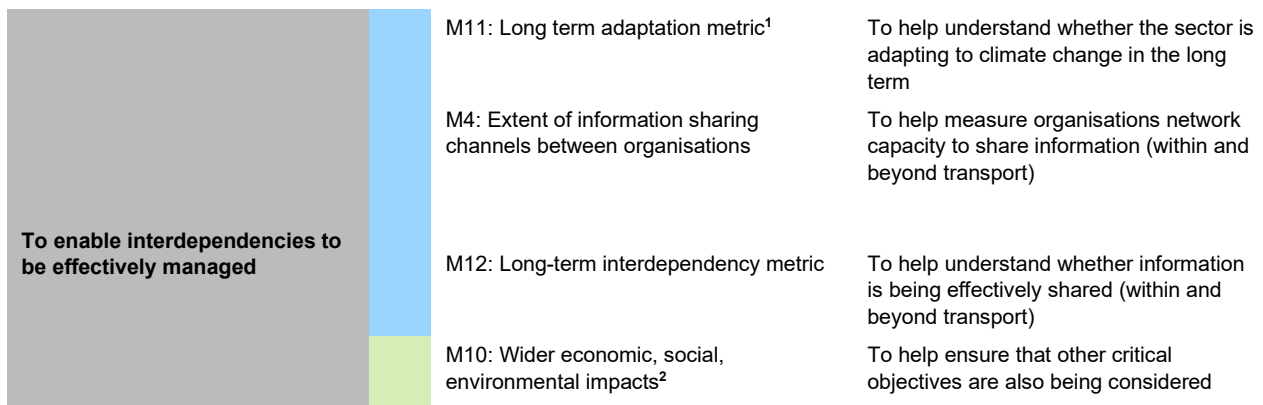 M11: Long term adaptation metric¹
To help understand whether the sector is
adapting to climate change in the long
term
M4: Extent of information sharing
channels between organisations
To help measure organisations network
capacity to share information (within and
beyond transport)
To enable interdependencies to
be effectively managed
M12: Long-term interdependency metric
To help understand whether information
is being effectively shared (within and
beyond transport)
M10: Wider economic, social,
environmental impacts²
To help ensure that other critical
objectives are also being considered